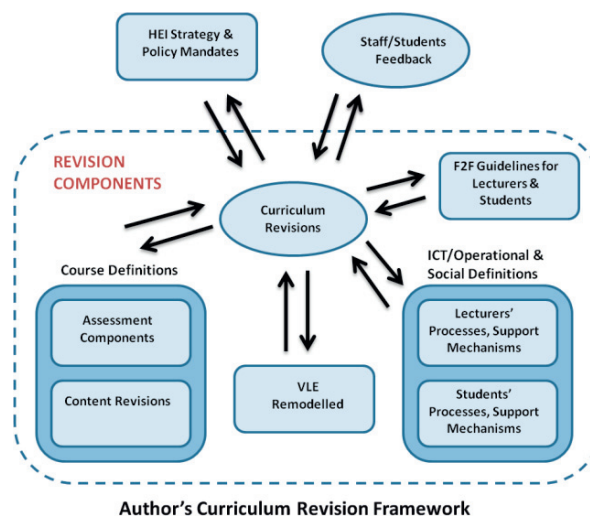 HEI Strategy &
Policy Mandates
Staff/Students
Feedback
REVISION
COMPONENTS
F2F Guidelines for
Lecturers &
Students
Curriculum
Revisions
Course Definitions
ICT/Operational &
Social Definitions
Assessment
Components
Lecturers’
Processes, Support
Mechanisms
Content Revisions
VLE
Remodelled
Students’
Processes, Support
Mechanisms
Author’s Curriculum Revision Framework